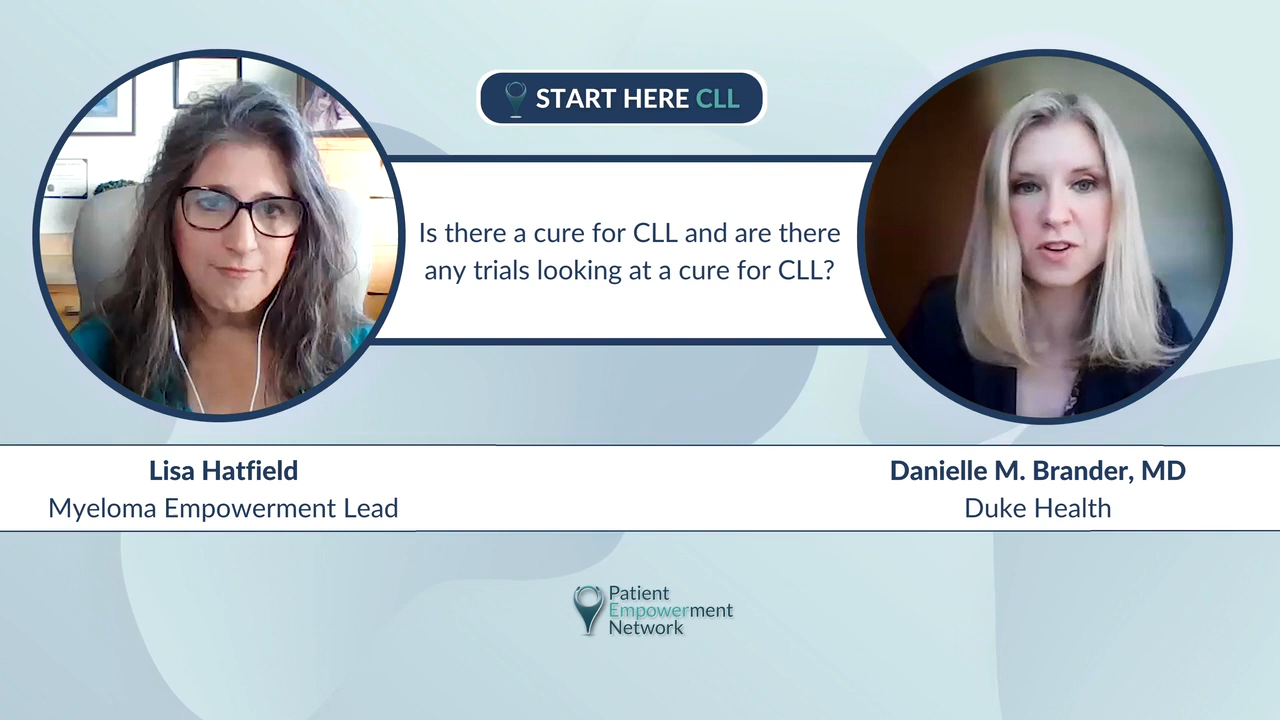 START HERE CLL
Is there a cure for CLL and are there
any trials looking at a cure for CLL?
Lisa Hatfield
Myeloma Empowerment Lead
Danielle M. Brander, MD
Duke Health
Patient
Empowerment
Network